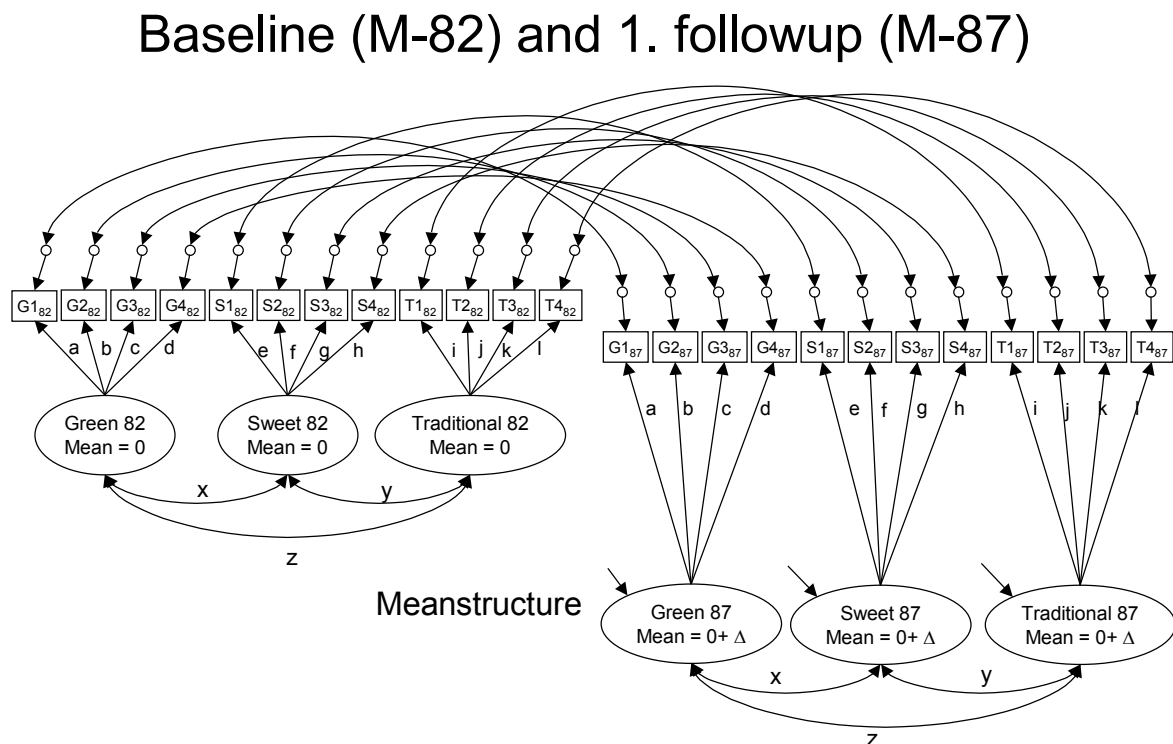 Baseline (M-82) and 1. followup (M-87)
G1₈₂ G2₈₂ G3₈₂ G4₈₂ S1₈₂ S2₈₂ S3₈₂ S4₈₂ T1₈₂ T2₈₂ T3₈₂ T4₈₂
a b c d e f g h i j k l
G1₈₇ G2₈₇ G3₈₇ G4₈₇ S1₈₇ S2₈₇ S3₈₇ S4₈₇ T1₈₇ T2₈₇ T3₈₇ T4₈₇
a b c d e f g h i j k l
Green 82
Mean = 0
Sweet 82
Mean = 0
Traditional 82
Mean = 0
x y
z
Meanstructure
Green 87
Mean = 0+ Δ
Sweet 87
Mean = 0+ Δ
Traditional 87
Mean = 0+ Δ
x y
z